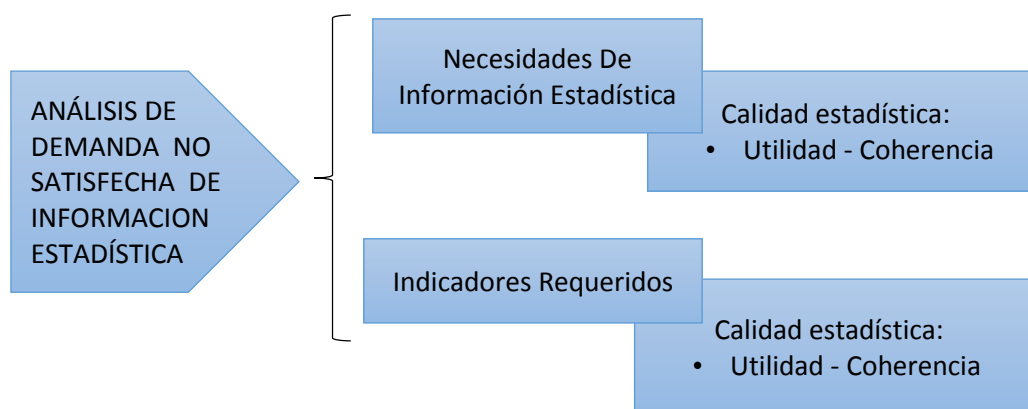 ANÁLISIS DE
DEMANDA NO
SATISFECHA DE
INFORMACION
ESTADÍSTICA
Necesidades De
Información Estadística
Calidad estadística:
• Utilidad - Coherencia
Indicadores Requeridos
Calidad estadística:
• Utilidad - Coherencia